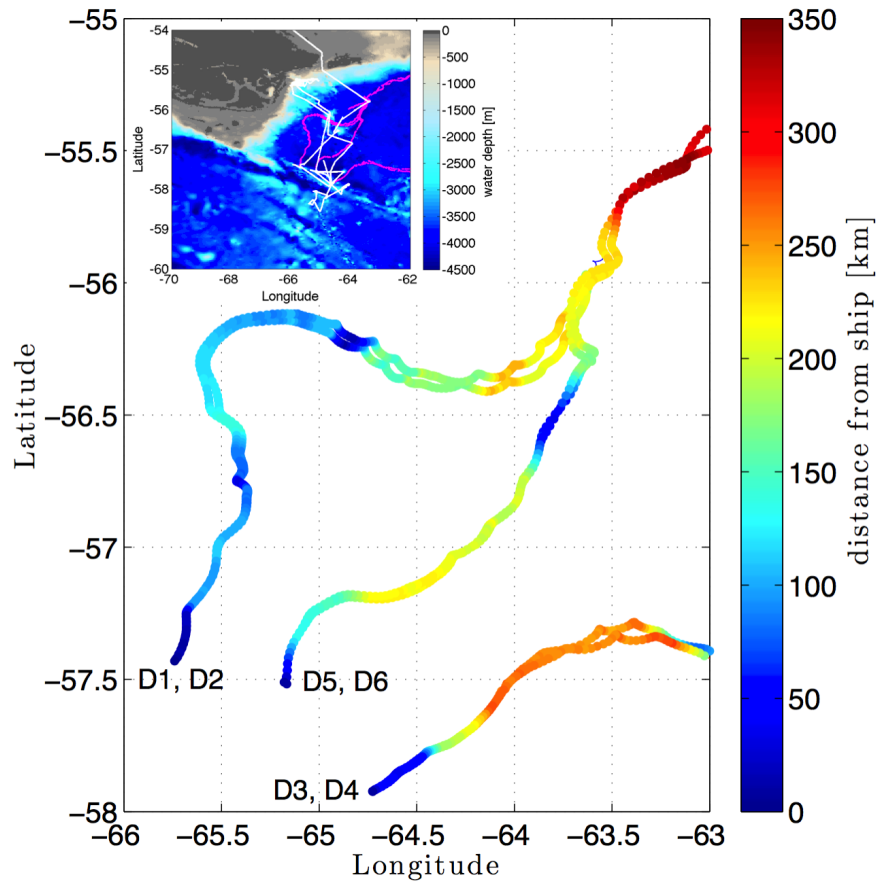 −55
−55.5
−56
−56.5
−57
−57.5
−58
Latitude
−66 −65.5 −65 −64.5 −64 −63.5 −63
Longitude
D1, D2
D5, D6
D3, D4
350
300
250
200
150
100
50
0
distance from ship [km]
-54
-55
-56
-57
-58
-59
-60
Latitude
-70 -68 -66 -64 -62
Longitude
0
-500
-1000
-1500
-2000
-2500
-3000
-3500
-4000
-4500
water depth [m]